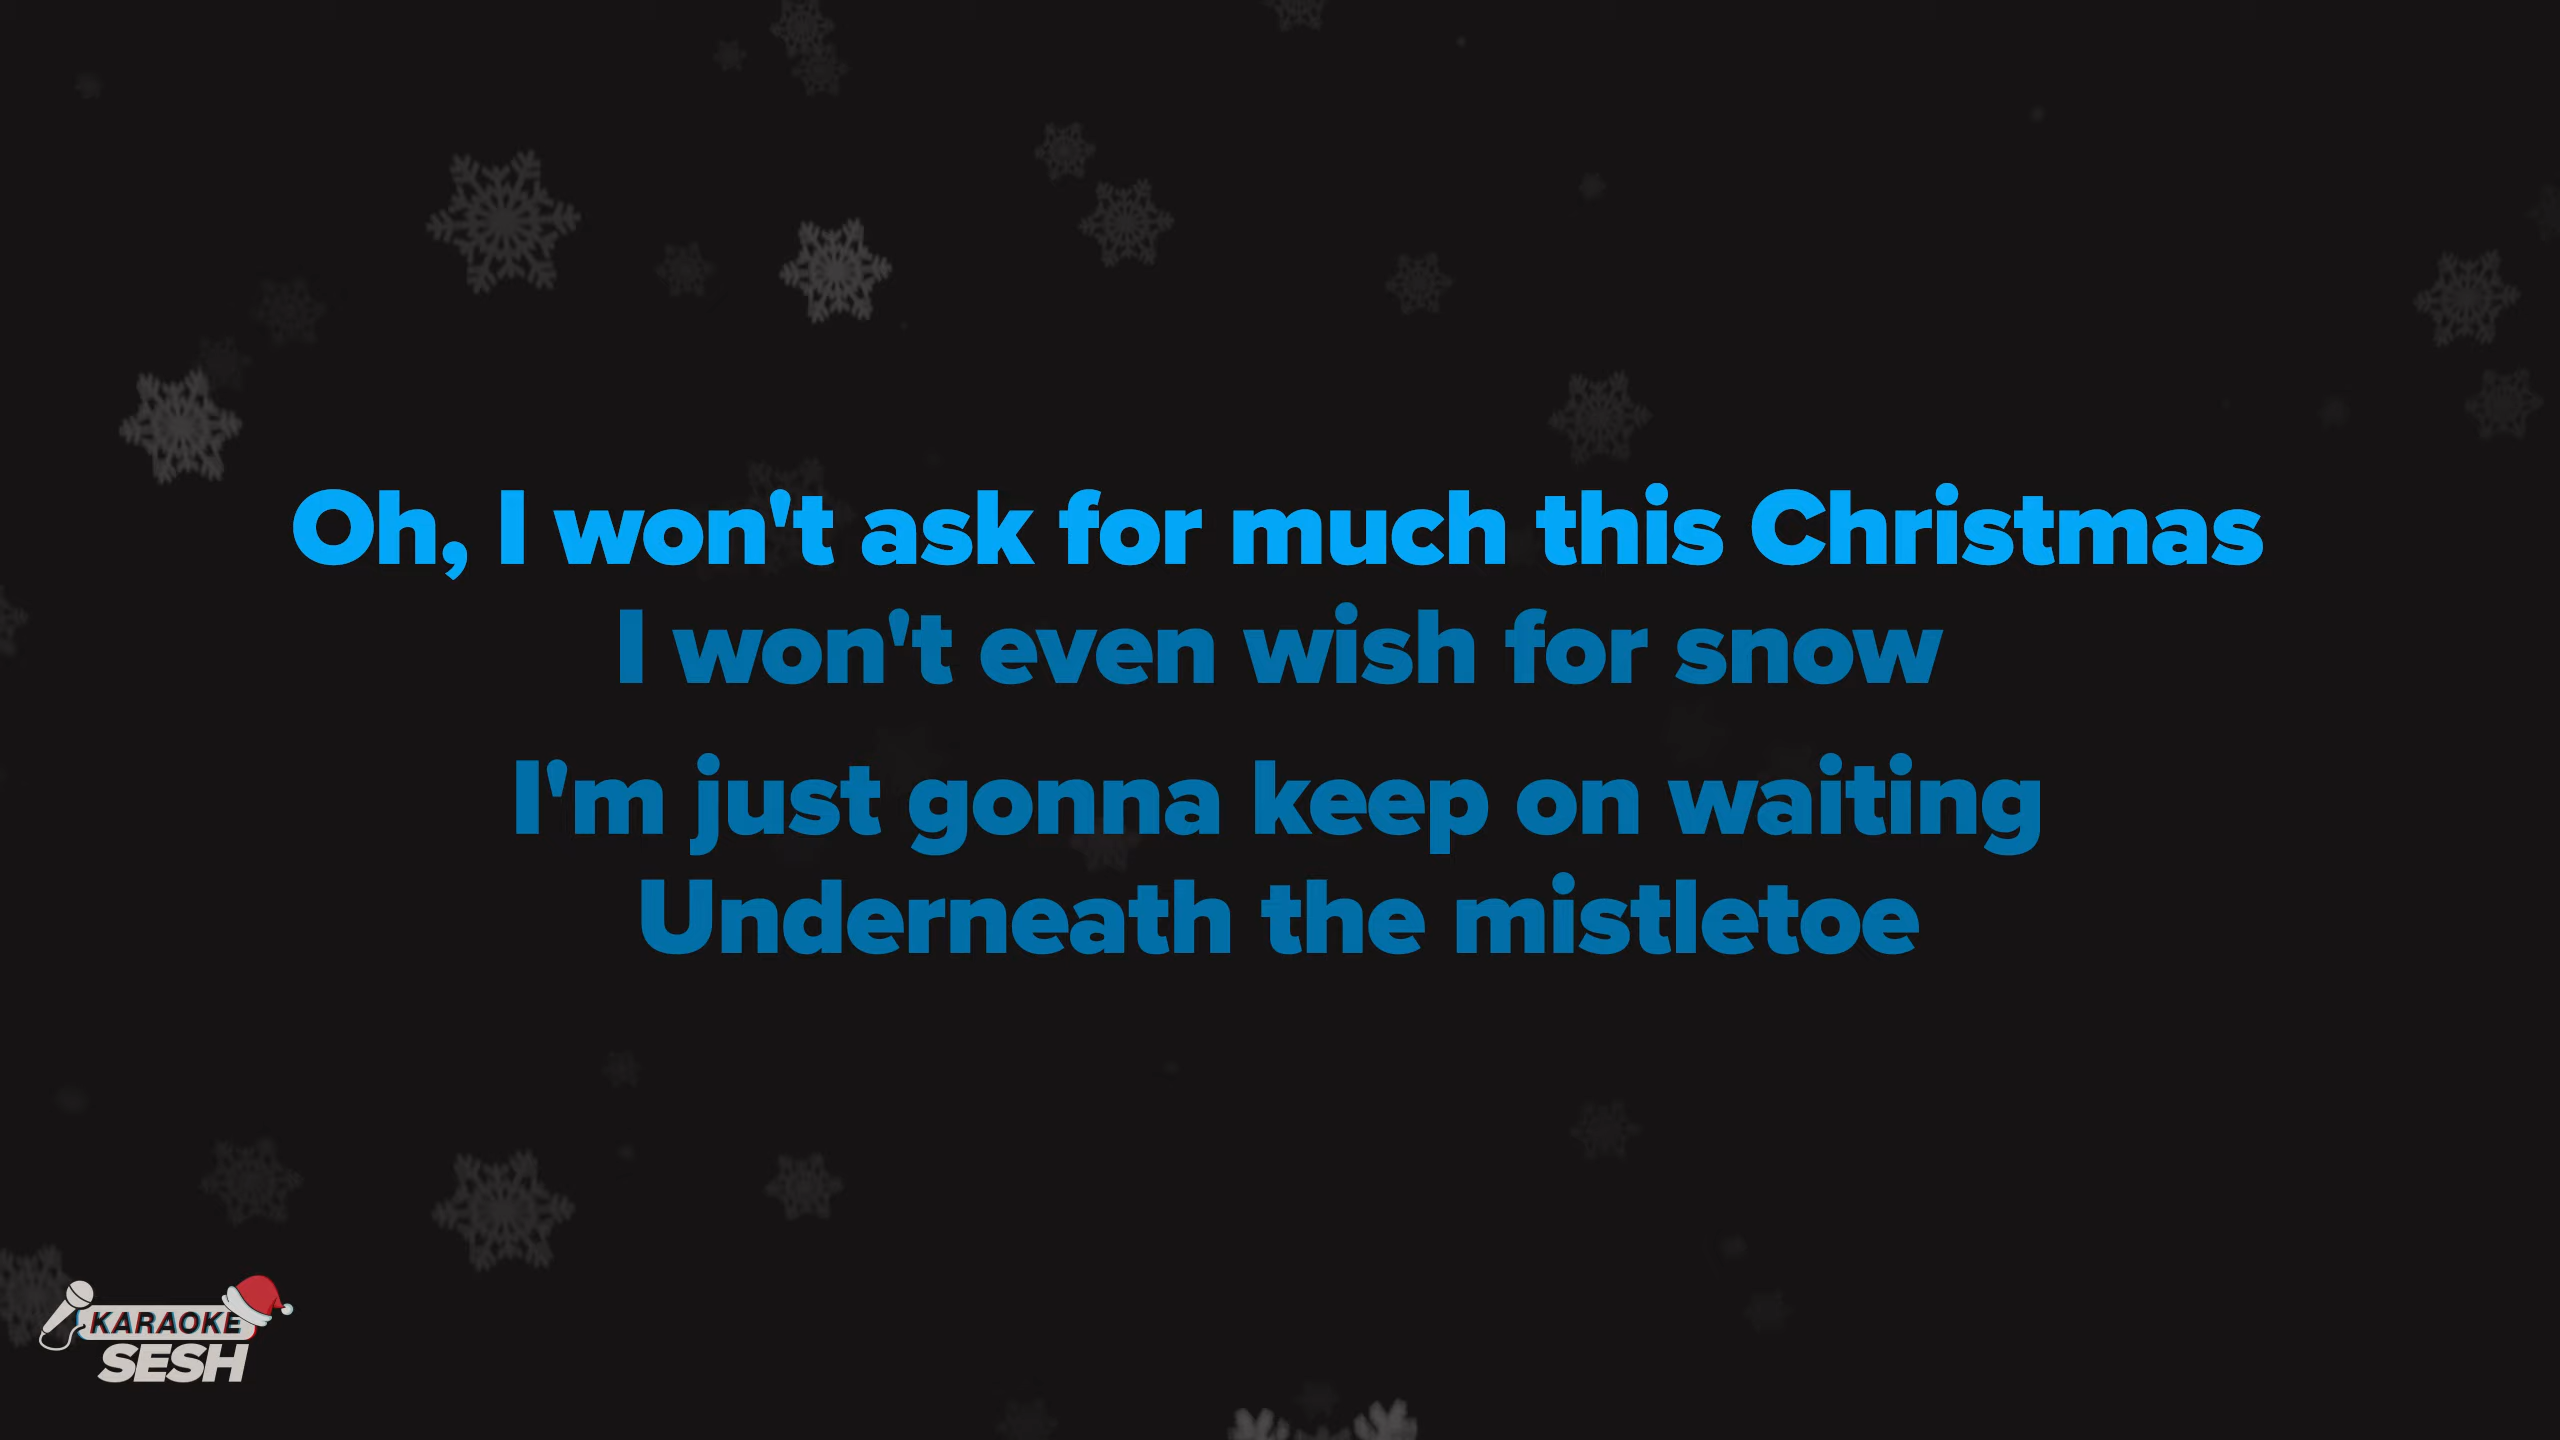 Oh, I won't ask for much this Christmas
I won't even wish for snow
I'm just gonna keep on waiting
Underneath the mistletoe
KARAOKE
SESH